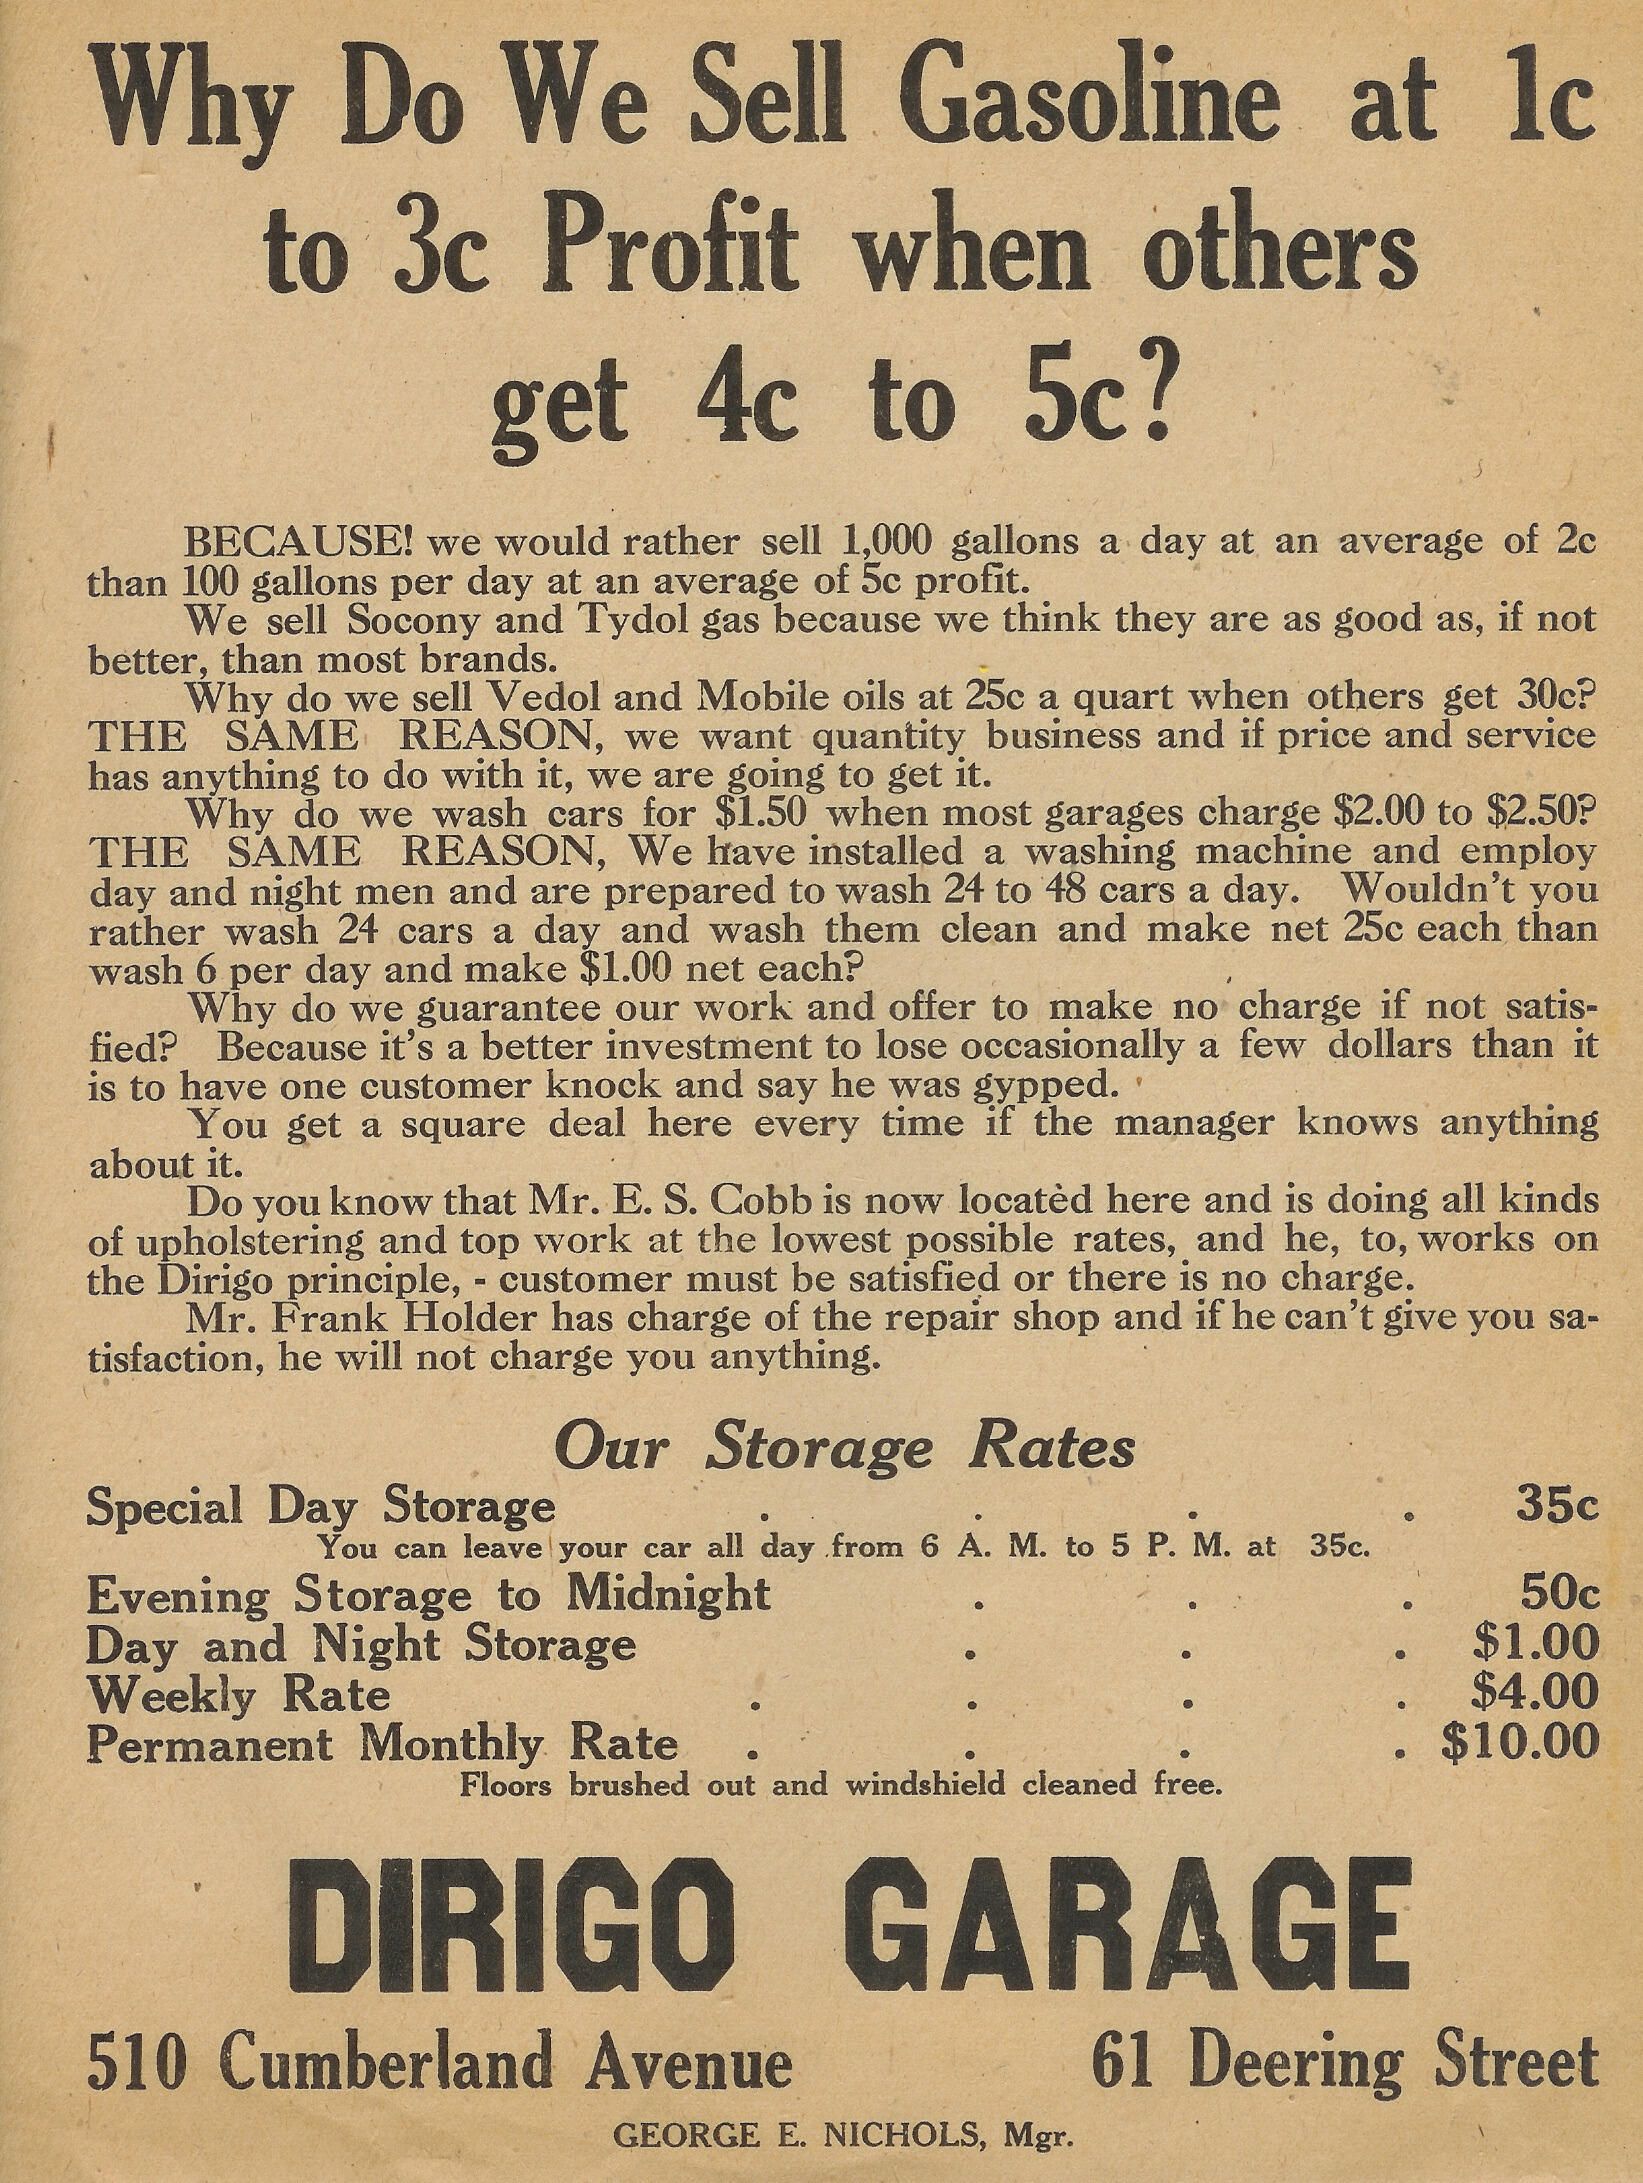 Why Do We Sell Gasoline at 1c
to 3c Profit when others
get 4c to 5c?
BECAUSE! we would rather sell 1,000 gallons a day at an average of 2c
than 100 gallons per day at an average of 5c profit.
We sell Socony and Tydol gas because we think they are as good as, if not
better, than most brands.
Why do we sell Vedol and Mobile oils at 25c a quart when others get 30c?
THE SAME REASON, we want quantity business and if price and service
has anything to do with it, we are going to get it.
Why do we wash cars for $1.50 when most garages charge $2.00 to $2.50?
THE SAME REASON, We have installed a washing machine and employ
day and night men and are prepared to wash 24 to 48 cars a day. Wouldn't you
rather wash 24 cars a day and wash them clean and make net 25c each than
wash 6 per day and make $1.00 net each?
Why do we guarantee our work and offer to make no charge if not satis-
fied? Because it's a better investment to lose occasionally a few dollars than it
is to have one customer knock and say he was gypped.
You get a square deal here every time if the manager knows anything
about it.
Do you know that Mr. E. S. Cobb is now located here and is doing all kinds
of upholstering and top work at the lowest possible rates, and he, to, works on
the Dirigo principle, - customer must be satisfied or there is no charge.
Mr. Frank Holder has charge of the repair shop and if he can't give you sa-
tisfaction, he will not charge you anything.
Our Storage Rates
Special Day Storage . . . . 35c
You can leave your car all day from 6 A. M. to 5 P. M. at 35c.
Evening Storage to Midnight . . . 50c
Day and Night Storage . . . $1.00
Weekly Rate . . . . $4.00
Permanent Monthly Rate . . . . $10.00
Floors brushed out and windshield cleaned free.
DIRIGO GARAGE
510 Cumberland Avenue 61 Deering Street
GEORGE E. NICHOLS, Mgr.